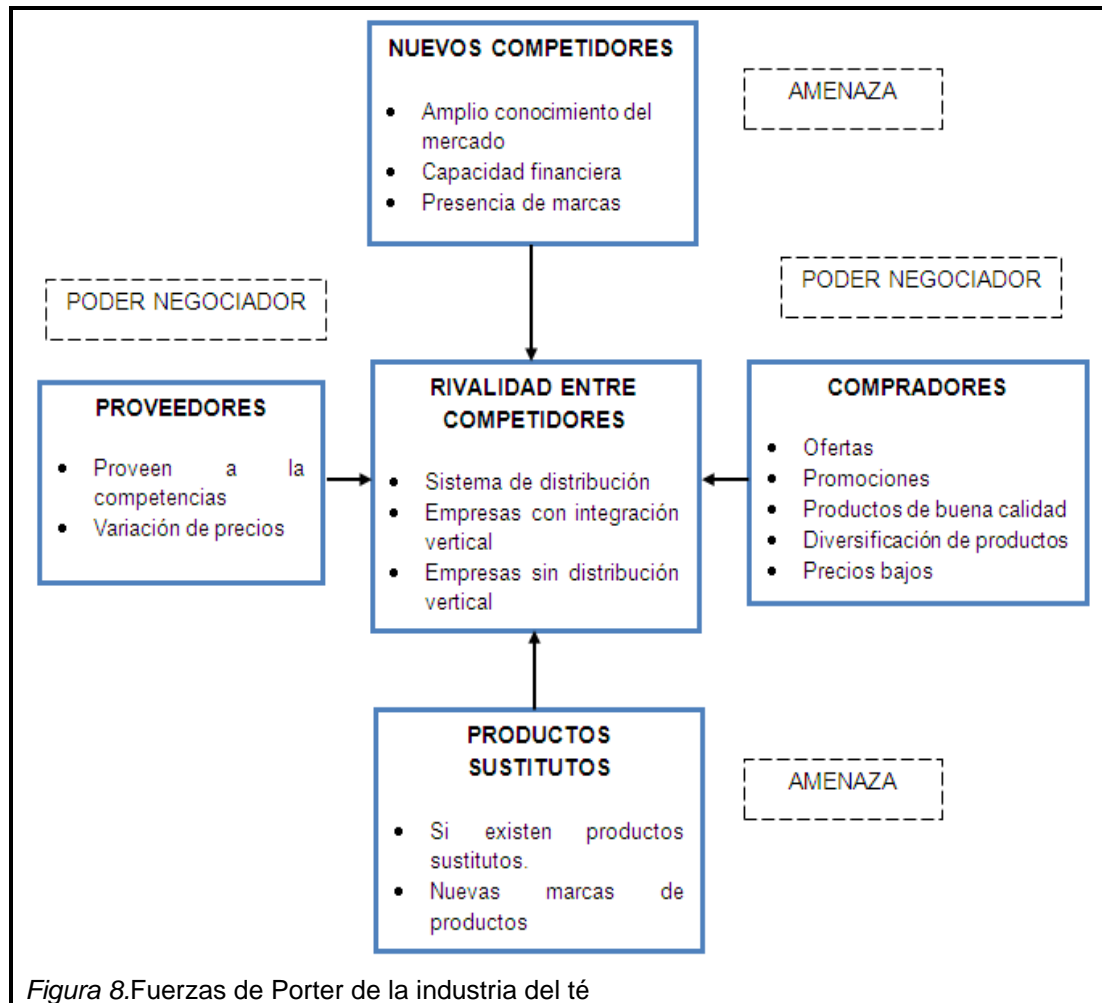 NUEVOS COMPETIDORES
• Amplio conocimiento del
mercado
• Capacidad financiera
• Presencia de marcas
AMENAZA
PODER NEGOCIADOR
PODER NEGOCIADOR
PROVEEDORES
• Proveen a la
competencias
• Variación de precios
RIVALIDAD ENTRE
COMPETIDORES
• Sistema de distribución
• Empresas con integración
vertical
• Empresas sin distribución
vertical
COMPRADORES
• Ofertas
• Promociones
• Productos de buena calidad
• Diversificación de productos
• Precios bajos
PRODUCTOS
SUSTITUTOS
• Si existen productos
sustitutos.
• Nuevas marcas de
productos
AMENAZA
Figura 8.Fuerzas de Porter de la industria del té